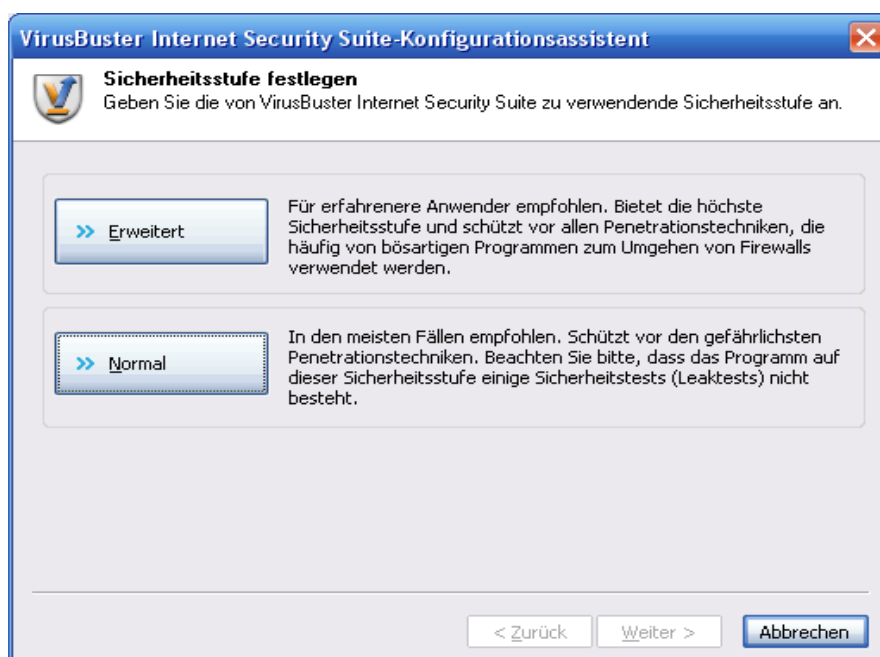 VirusBuster Internet Security Suite-Konfigurationsassistent
Sicherheitsstufe festlegen
Geben Sie die von VirusBuster Internet Security Suite zu verwendende Sicherheitsstufe an.
Erweitert
Für erfahrenere Anwender empfohlen. Bietet die höchste
Sicherheitsstufe und schützt vor allen Penetrationstechniken, die
häufig von bösartigen Programmen zum Umgehen von Firewalls
verwendet werden.
Normal
In den meisten Fällen empfohlen. Schützt vor den gefährlichsten
Penetrationstechniken. Beachten Sie bitte, dass das Programm auf
dieser Sicherheitsstufe einige Sicherheitstests (Leaktests) nicht
besteht.
< Zurück
Weiter >
Abbrechen